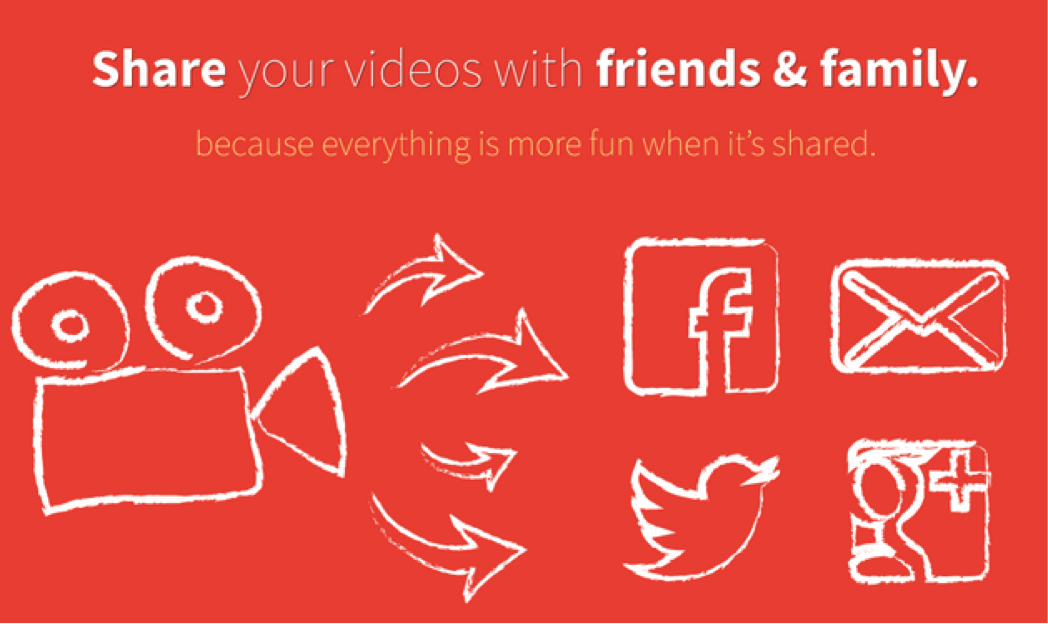 Share your videos with friends & family.
because everything is more fun when it's shared.